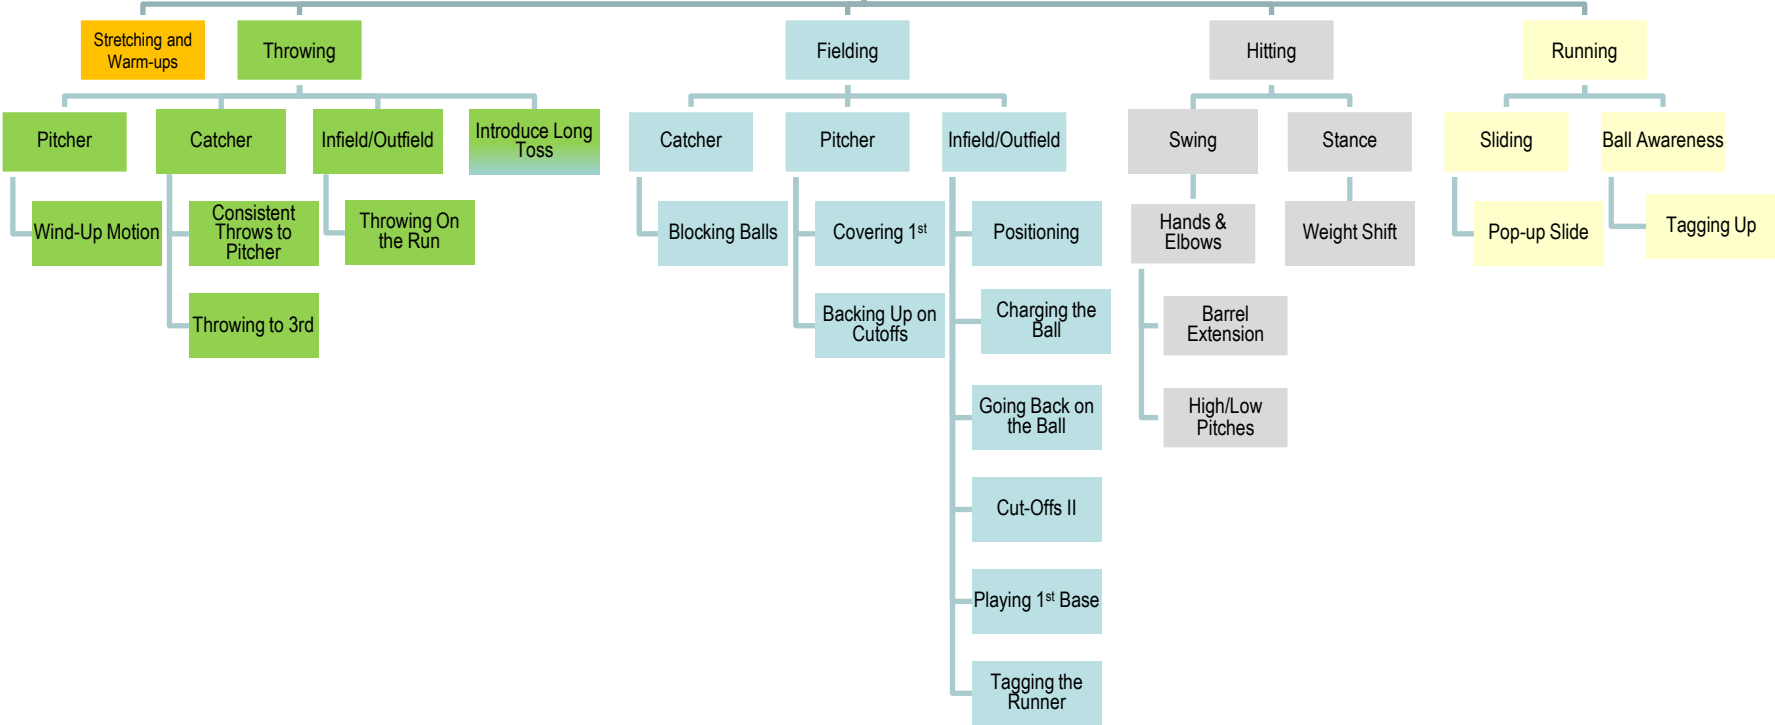 Stretching and
Warm-ups
Throwing
Fielding
Hitting
Running
Pitcher
Catcher
Infield/Outfield
Introduce Long
Toss
Catcher
Pitcher
Infield/Outfield
Swing
Stance
Sliding
Ball Awareness
Wind-Up Motion
Consistent
Throws to
Pitcher
Throwing On
the Run
Blocking Balls
Covering 1st
Positioning
Hands &
Elbows
Weight Shift
Pop-up Slide
Tagging Up
Throwing to 3rd
Backing Up on
Cutoffs
Charging the
Ball
Barrel
Extension
Going Back on
the Ball
High/Low
Pitches
Cut-Offs II
Playing 1st Base
Tagging the
Runner